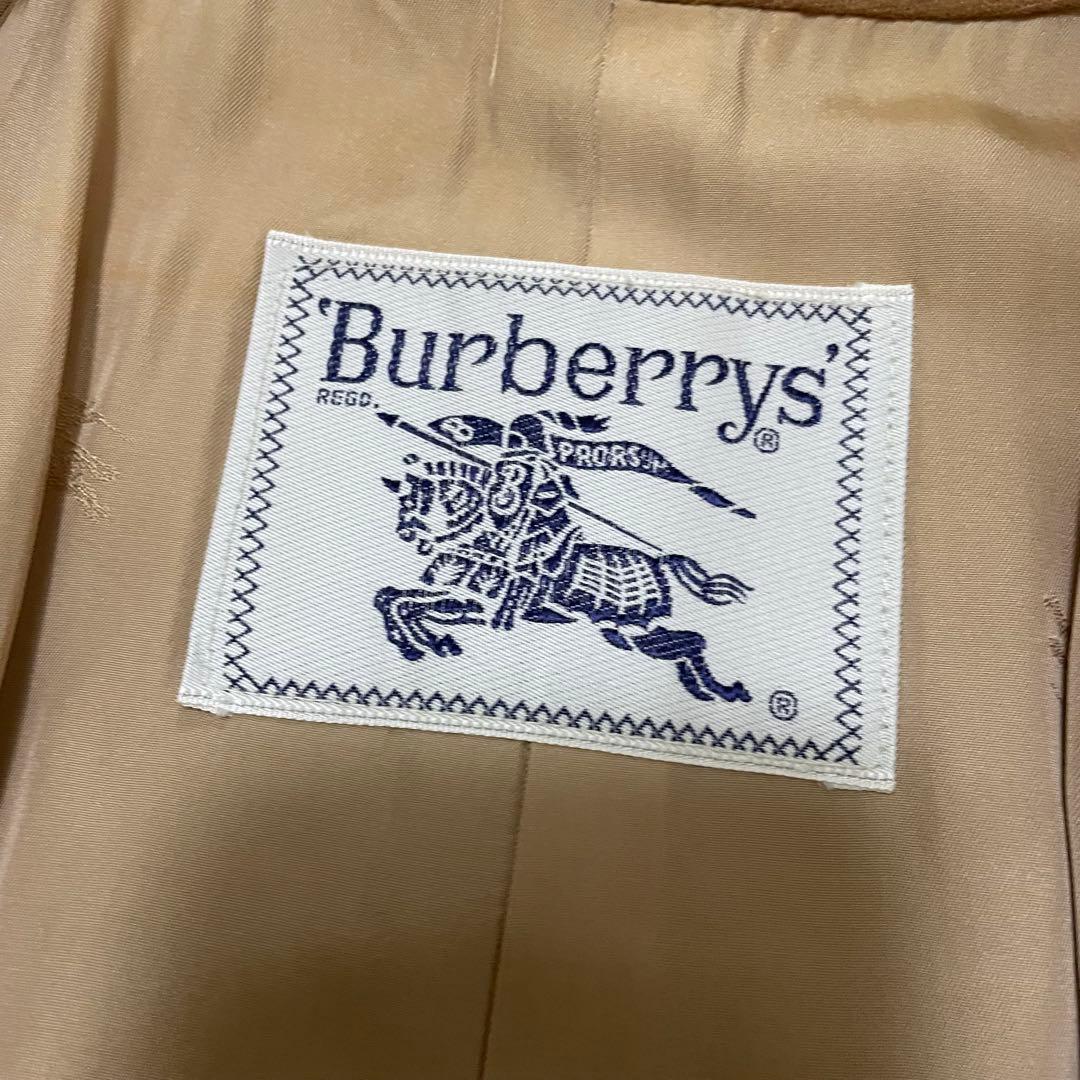 'Burberrys'
REGD. ®
B PRORSUM
B
®